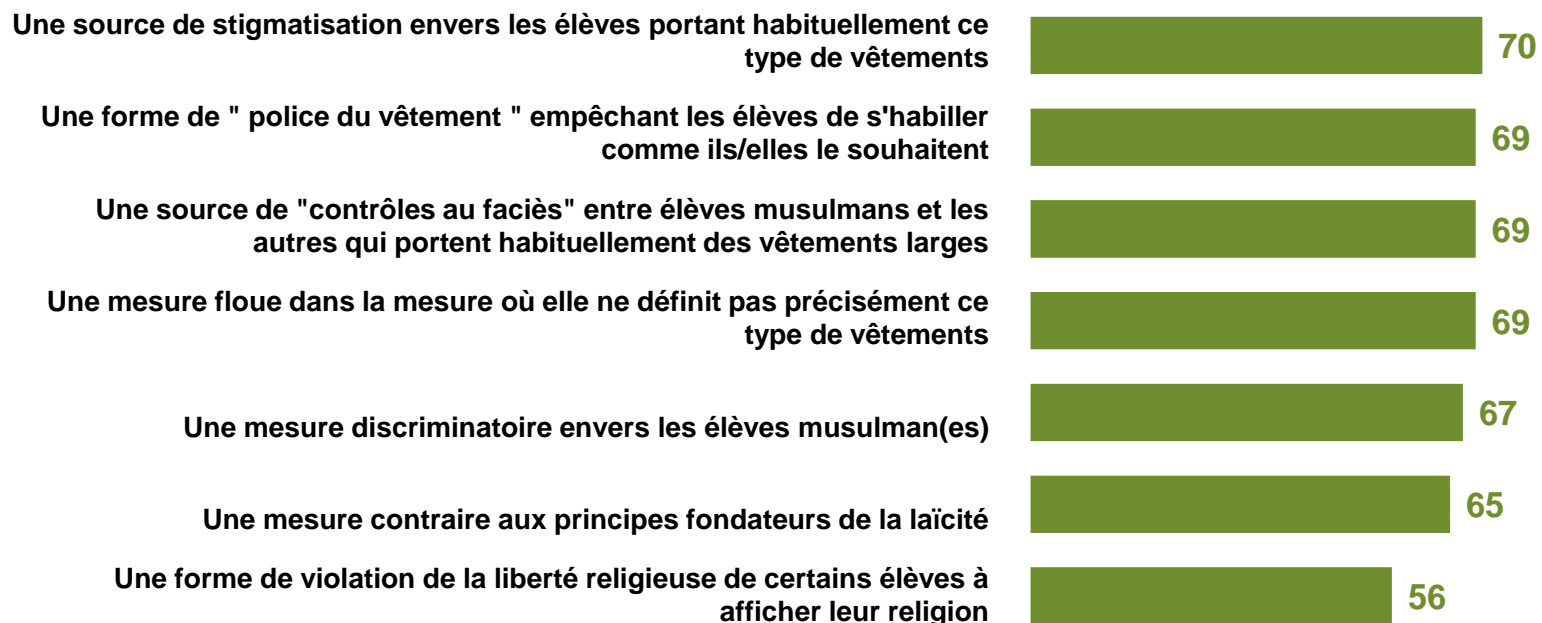 Une source de stigmatisation envers les élèves portant habituellement ce
type de vêtements
70
Une forme de " police du vêtement " empêchant les élèves de s'habiller
comme ils/elles le souhaitent
69
Une source de "contrôles au faciès" entre élèves musulmans et les
autres qui portent habituellement des vêtements larges
69
Une mesure floue dans la mesure où elle ne définit pas précisément ce
type de vêtements
69
Une mesure discriminatoire envers les élèves musulman(es)
67
Une mesure contraire aux principes fondateurs de la laïcité
65
Une forme de violation de la liberté religieuse de certains élèves à
afficher leur religion
56